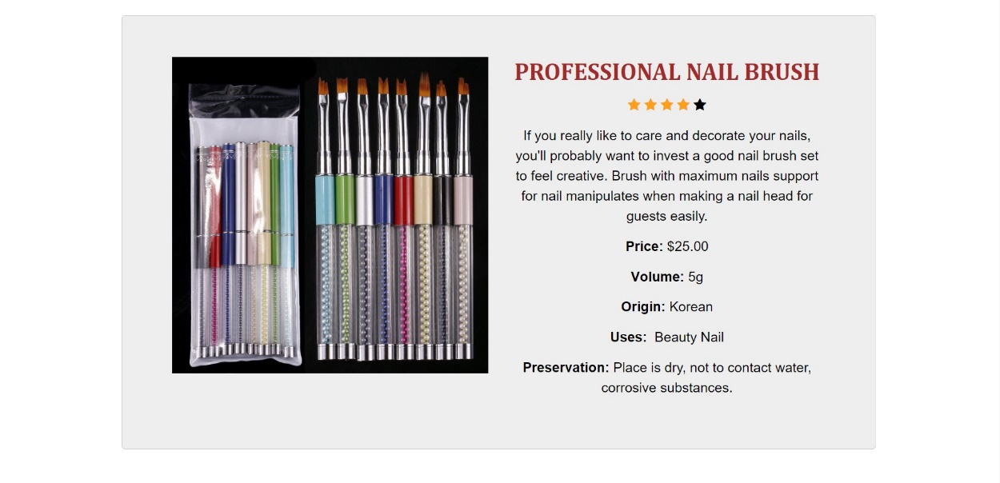 PROFESSIONAL NAIL BRUSH
If you really like to care and decorate your nails,
you'll probably want to invest a good nail brush set
to feel creative. Brush with maximum nails support
for nail manipulates when making a nail head for
guests easily.
Price: $25.00
Volume: 5g
Origin: Korean
Uses:  Beauty Nail
Preservation: Place is dry, not to contact water,
corrosive substances.